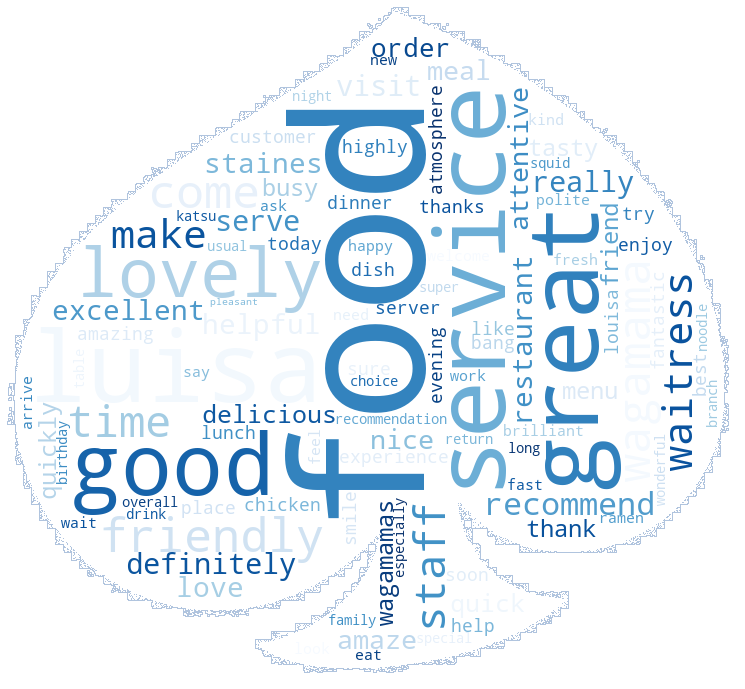 order
new
meal
visit
night
customer
highly
atmosphere
kind
tasty
staines
squid
come
busy
attentive
really
dinner
polite
ask
thanks
katsu
make
serve
try
today
happy
usual
friend
enjoy
welcome
fresh
dish
lovely
super
pleasant
server
excellent
helpful
need
restaurant
louisa
fantastic
like
bang
amazing
noodle
luisa
sure
table
choice
evening
work
say
best
menu
wagamama
waitress
food
service
great
arrive
time
delicious
recommendation
branch
lunch
nice
return
brilliant
quickly
birthday
good
feel
long
experience
wonderful
fast
overall
drink
place
chicken
recommend
wait
smile
especially
thank
ramen
friendly
definitely
wagamamas
staff
soon
love
quick
family
help
amaze
special
look
eat